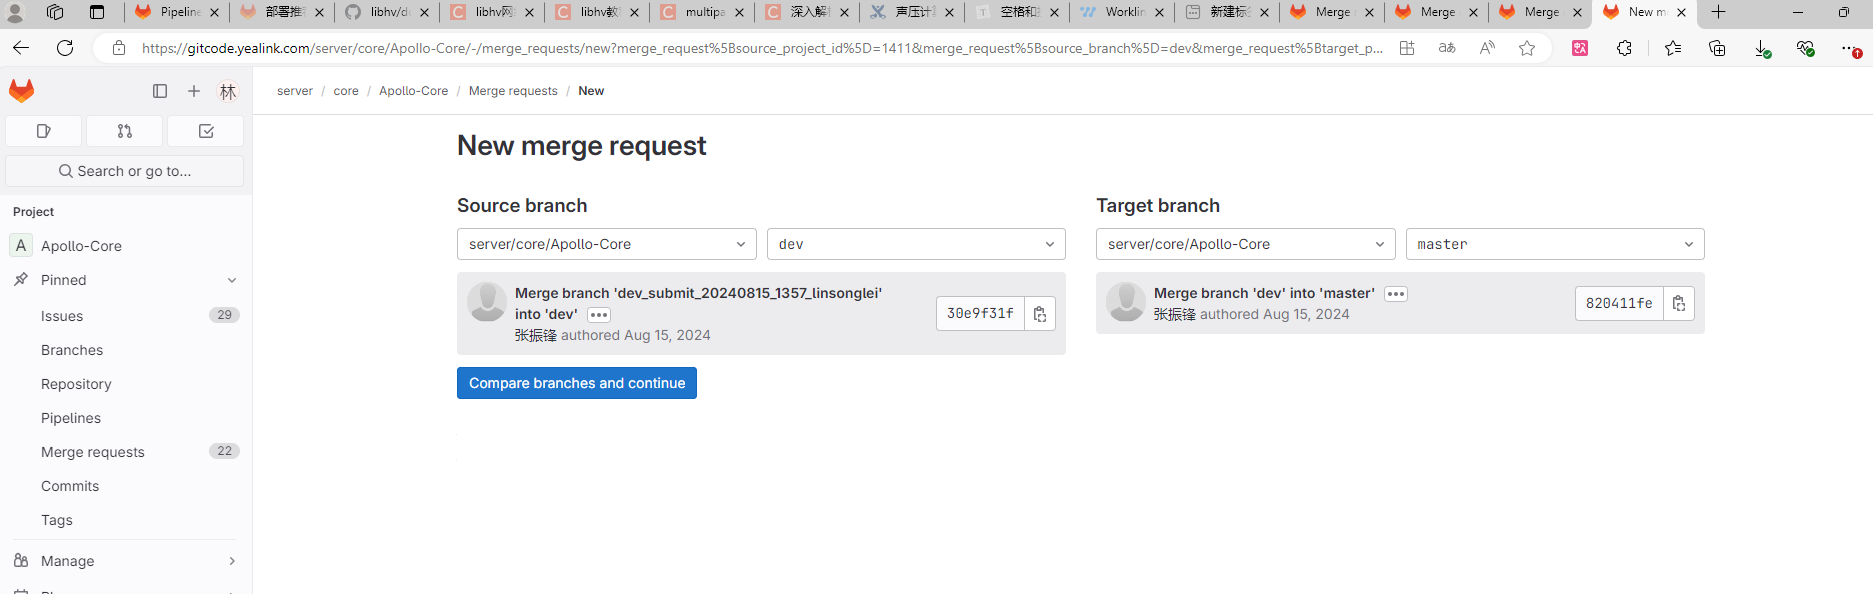 Pipeline
部署推
libhv/d
libhv网
libhv教
multipa
深入解
声压计
空格和
Worklin
新建标
Merge
Merge
Merge
New m
https://gitcode.yealink.com/server/core/Apollo-Core/-/merge_requests/new?merge_request%5Bsource_project_id%5D=1411&merge_request%5Bsource_branch%5D=dev&merge_request%5Btarget_p...
林
server / core / Apollo-Core / Merge requests / New
Search or go to...
Project
A Apollo-Core
Pinned
Issues 29
Branches
Repository
Pipelines
Merge requests 22
Commits
Tags
Manage
New merge request
Source branch
server/core/Apollo-Core
dev
Merge branch 'dev_submit_20240815_1357_linsonglei'
into 'dev'
张振锋 authored Aug 15, 2024
30e9f31f
Compare branches and continue
Target branch
server/core/Apollo-Core
master
Merge branch 'dev' into 'master'
张振锋 authored Aug 15, 2024
820411fe